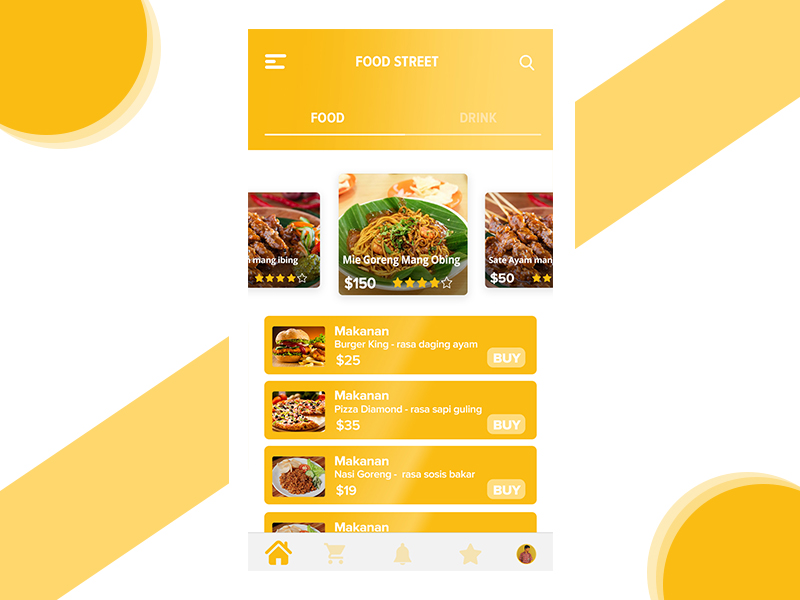 FOOD STREET
FOOD
DRINK
mang ibing
Mie Goreng Mang Obing
$150
Sate Ayam man
$50
Makanan
Burger King - rasa daging ayam
$25
BUY
Makanan
Pizza Diamond - rasa sapi guling
$35
BUY
Makanan
Nasi Goreng - rasa sosis bakar
$19
BUY
Makanan